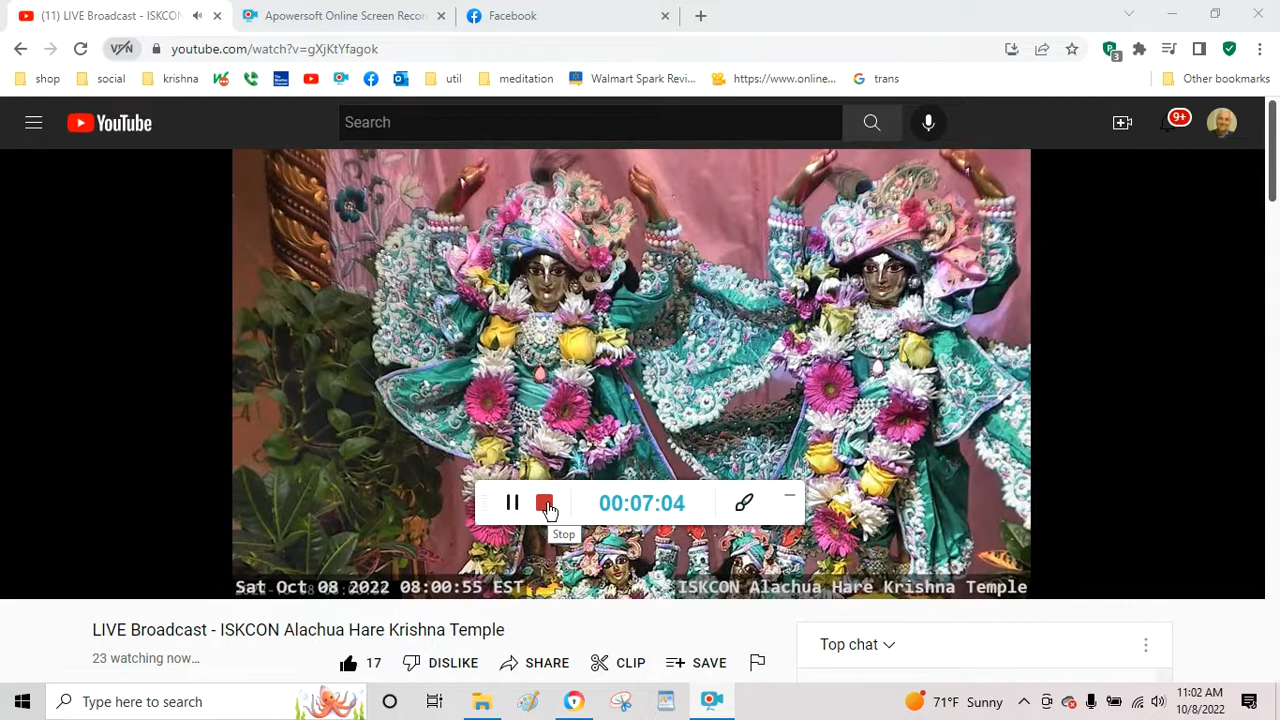 (11) LIVE Broadcast - ISKCON
Apowersoft Online Screen Recor
Facebook
VPN
youtube.com/watch?v=gXjKtYfagok
3
shop
social
krishna
util
meditation
Walmart Spark Revi...
https://www.online...
trans
Other bookmarks
YouTube
Search
9+
00:07:04
Stop
Sat Oct 08 2022 08:00:55 EST
ISKCON Alachua Hare Krishna Temple
LIVE Broadcast - ISKCON Alachua Hare Krishna Temple
23 watching now...
17
DISLIKE
SHARE
CLIP
SAVE
Top chat
Type here to search
71°F Sunny
11:02 AM
10/8/2022